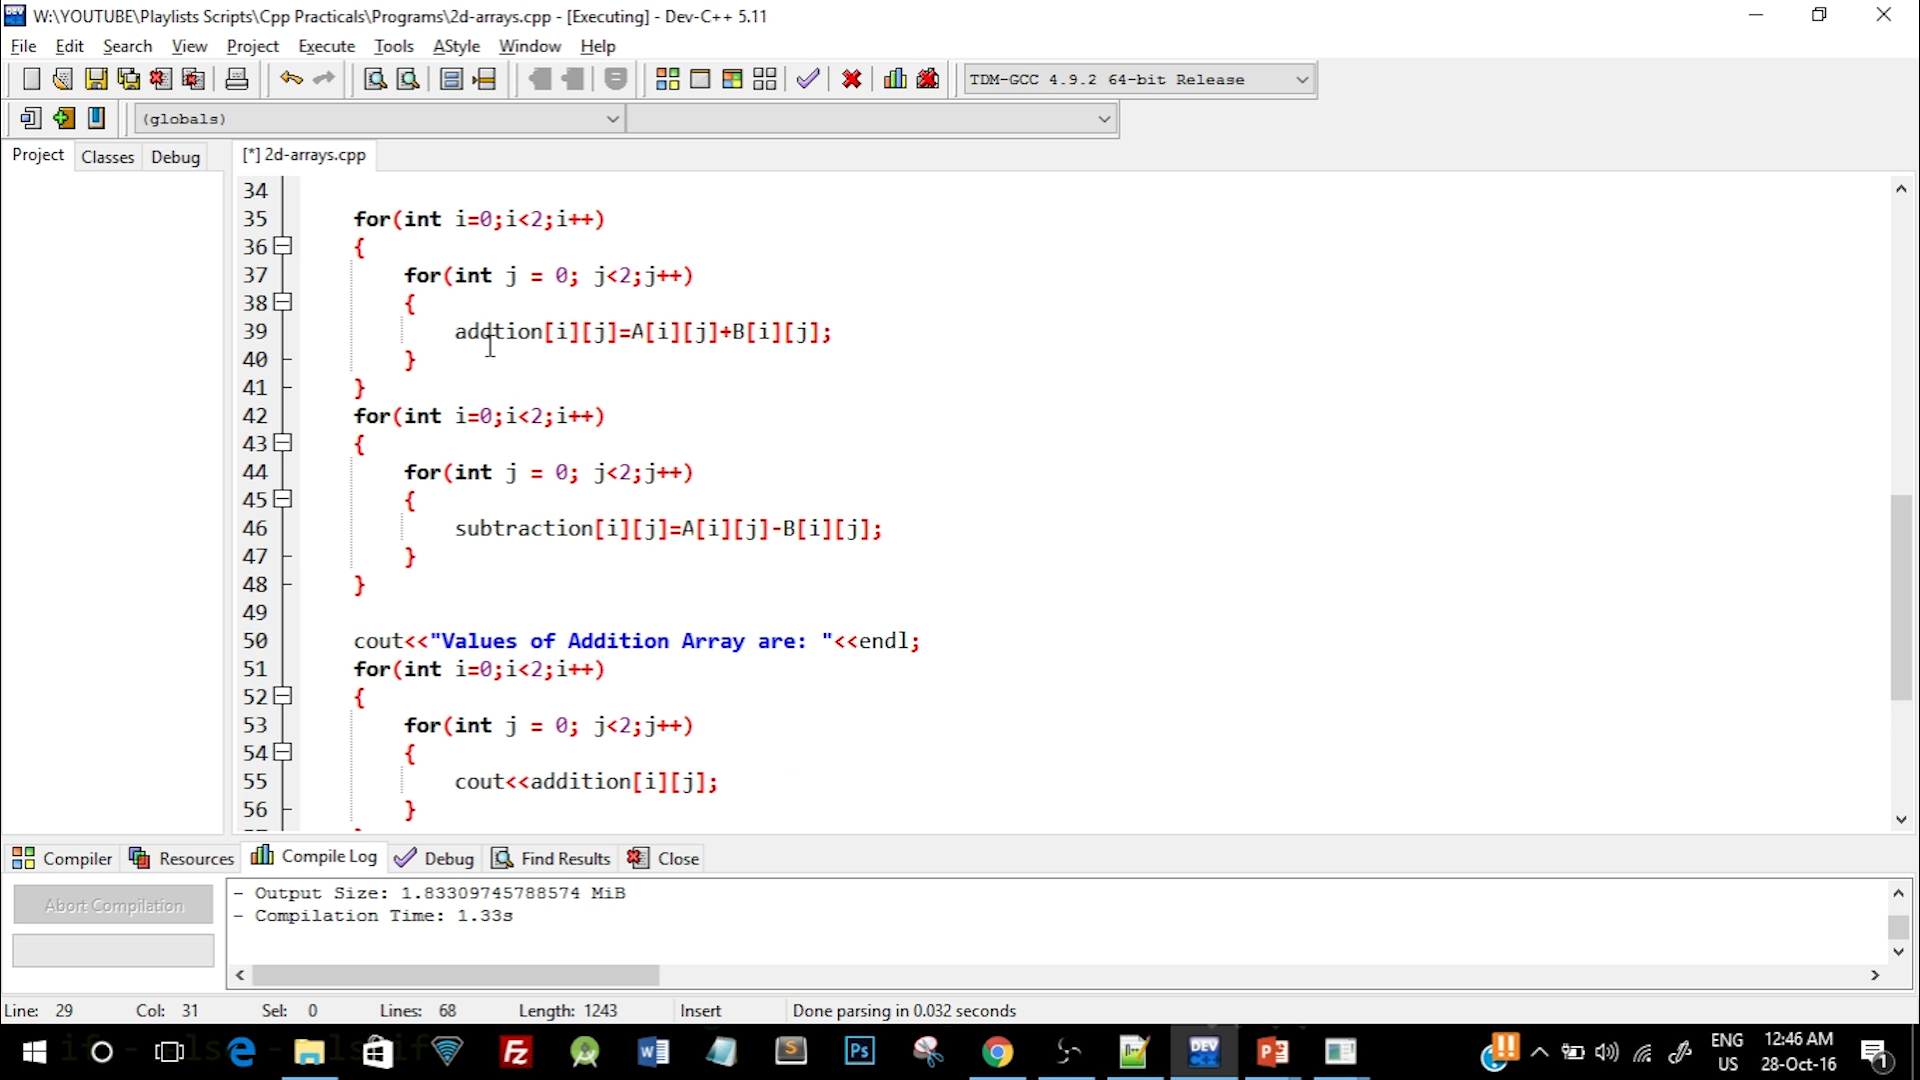 W:\YOUTUBE\Playlists Scripts\Cpp Practicals\Programs\2d-arrays.cpp - [Executing] - Dev-C++ 5.11
File Edit Search View Project Execute Tools AStyle Window Help
TDM-GCC 4.9.2 64-bit Release
(globals)
Project Classes Debug [*] 2d-arrays.cpp
34
35 for(int i=0;i<2;i++)
36 {
37 for(int j = 0; j<2;j++)
38 {
39 addtion[i][j]=A[i][j]+B[i][j];
40 }
41 }
42 for(int i=0;i<2;i++)
43 {
44 for(int j = 0; j<2;j++)
45 {
46 subtraction[i][j]=A[i][j]-B[i][j];
47 }
48 }
49
50 cout<<"Values of Addition Array are: "<<endl;
51 for(int i=0;i<2;i++)
52 {
53 for(int j = 0; j<2;j++)
54 {
55 cout<<addition[i][j];
56 }
Compiler Resources Compile Log Debug Find Results Close
Abort Compilation
- Output Size: 1.83309745788574 MiB
- Compilation Time: 1.33s
Line: 29 Col: 31 Sel: 0 Lines: 68 Length: 1243 Insert Done parsing in 0.032 seconds
ENG 12:46 AM
US 28-Oct-16